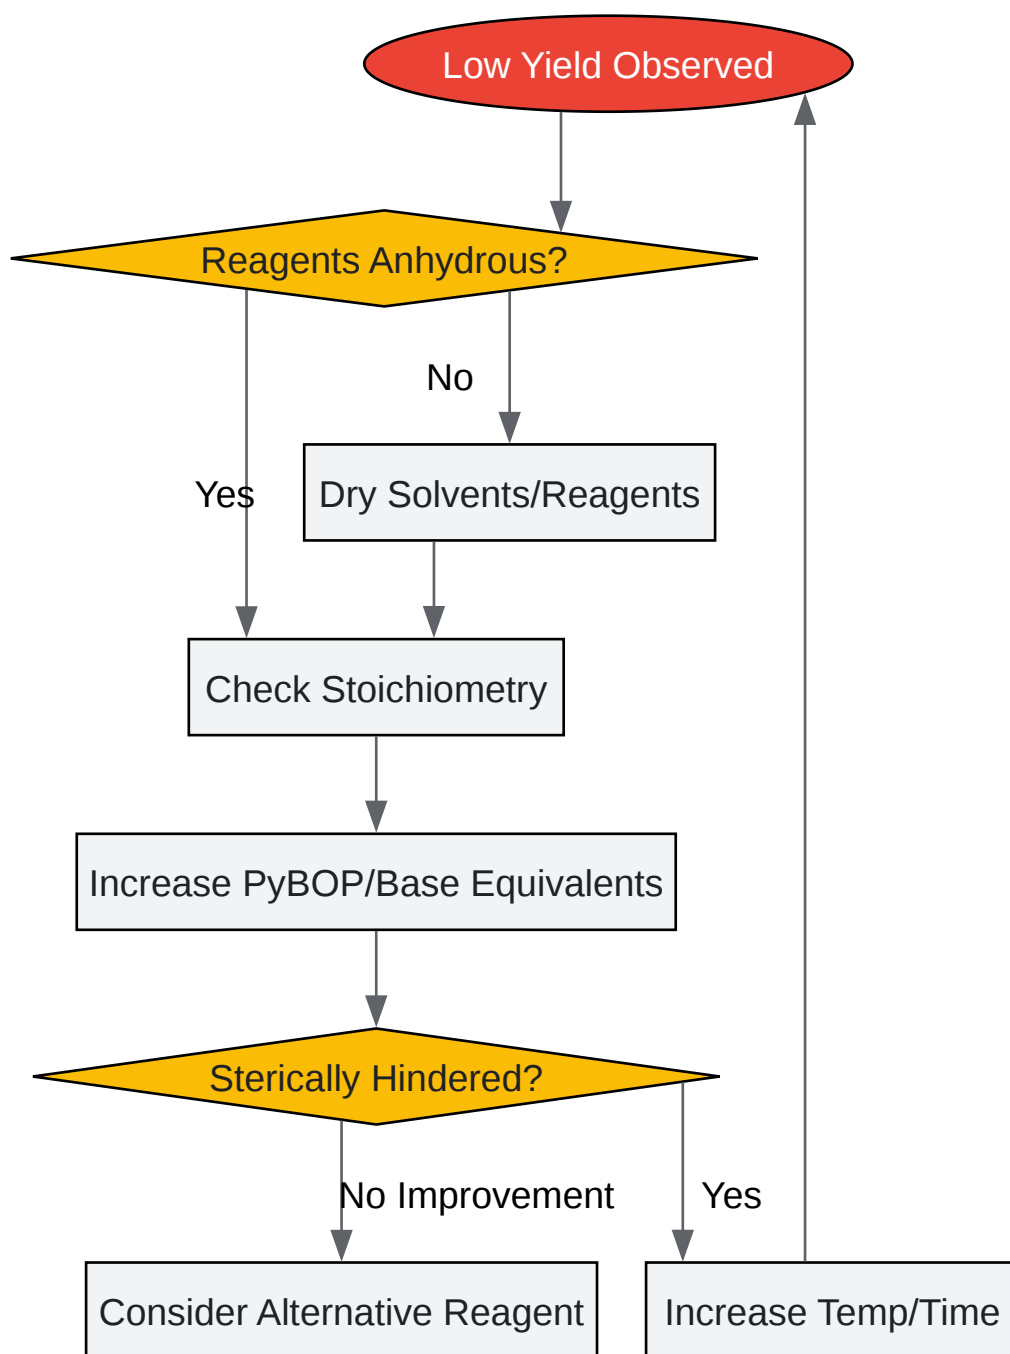 Low Yield Observed
Reagents Anhydrous?
No
Yes
Dry Solvents/Reagents
Check Stoichiometry
Increase PyBOP/Base Equivalents
Sterically Hindered?
No Improvement
Yes
Consider Alternative Reagent
Increase Temp/Time